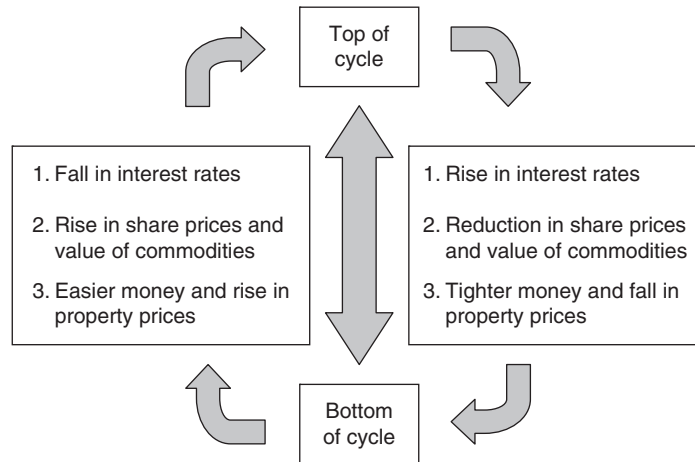 Top of
cycle
1. Fall in interest rates
2. Rise in share prices and
value of commodities
3. Easier money and rise in
property prices
1. Rise in interest rates
2. Reduction in share prices
and value of commodities
3. Tighter money and fall in
property prices
Bottom
of cycle